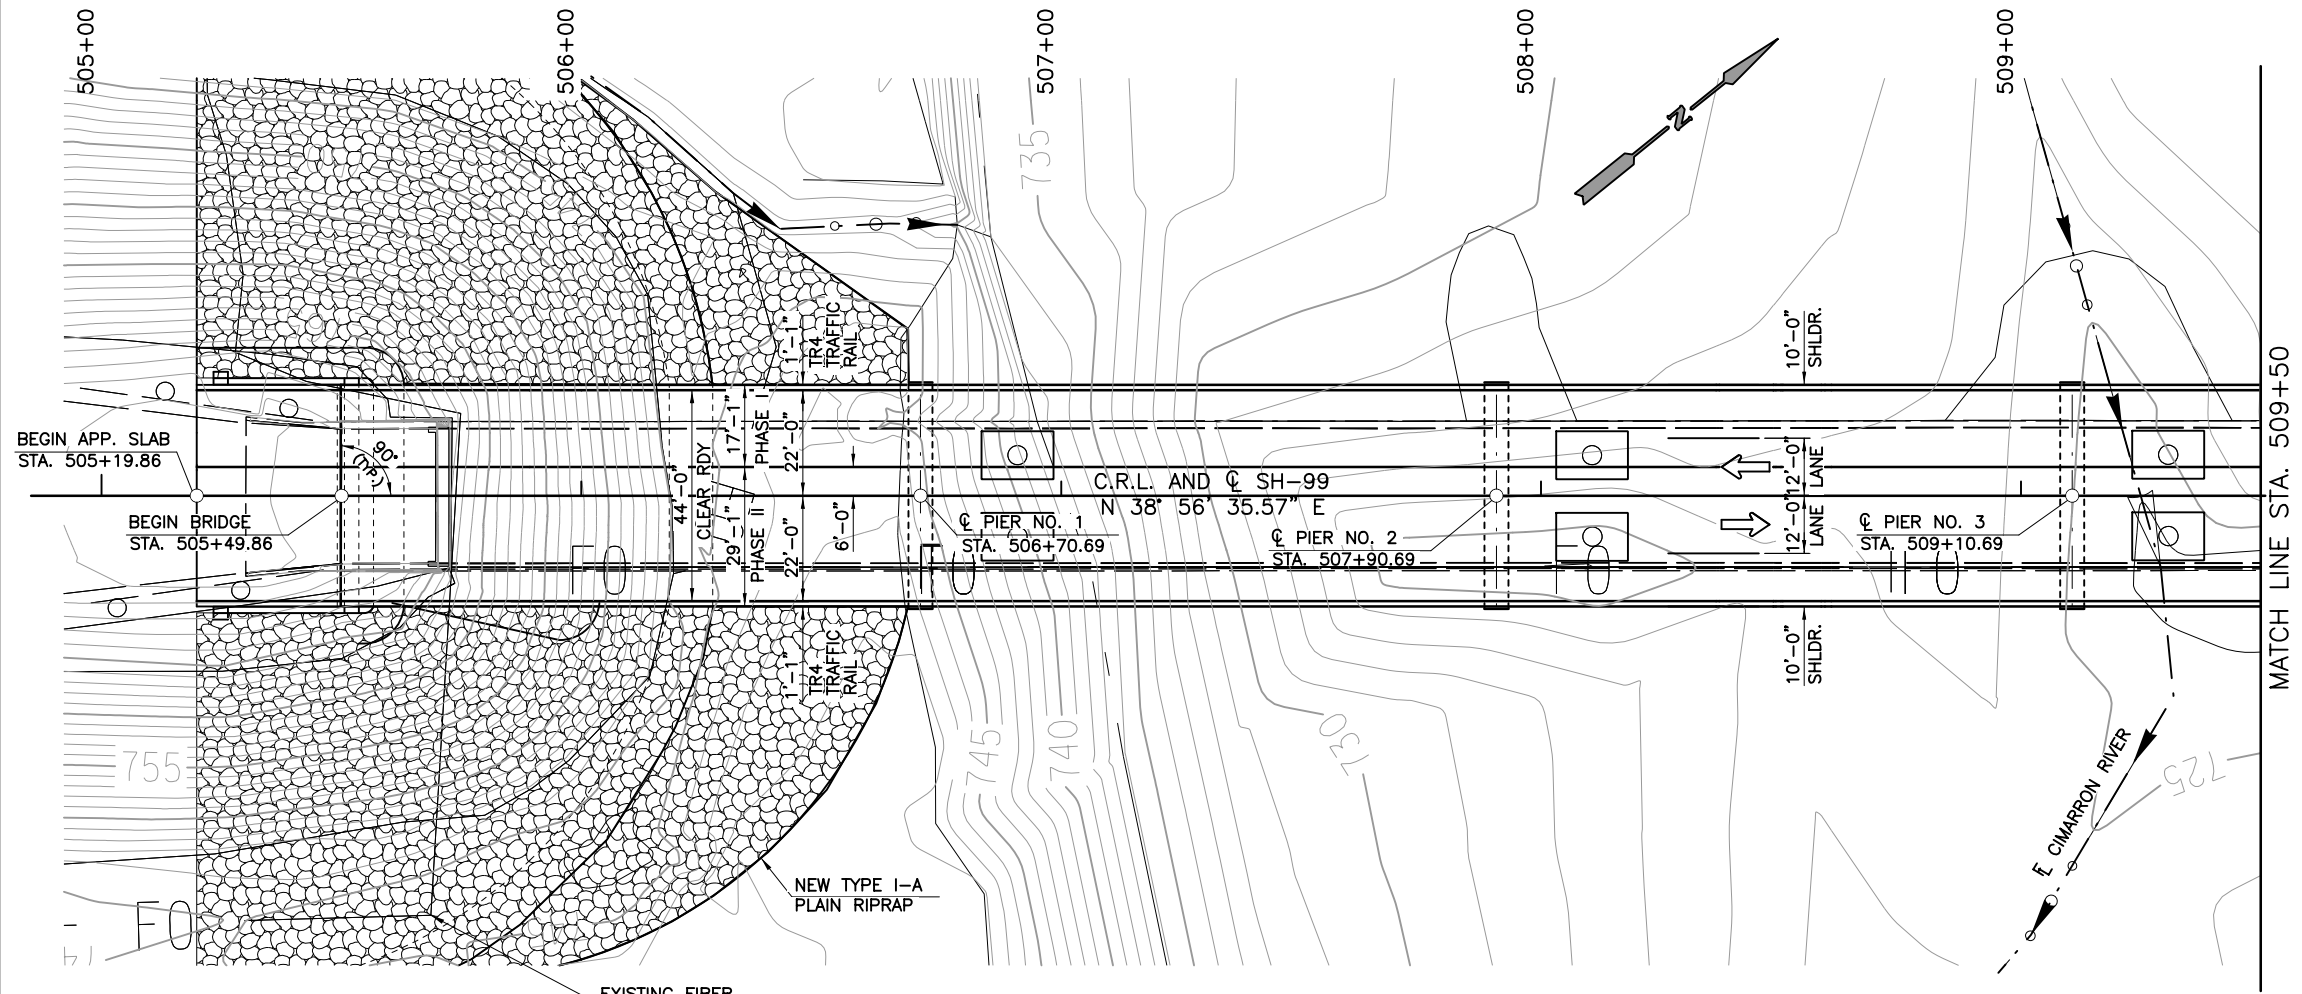 505+00
506+00
507+00
508+00
509+00
N
735
1'-1"
TR4
TRAFFIC
RAIL
10'-0"
SHLDR.
BEGIN APP. SLAB
STA. 505+19.86
90°
(TYP.)
44'-0"
CLEAR RDY
17'-1"
PHASE I
22'-0"
29'-1"
PHASE II
22'-0"
6'-0"
C.R.L. AND ℄ SH-99
N 38° 56' 35.57" E
12'-0"
LANE
12'-0"
LANE
BEGIN BRIDGE
STA. 505+49.86
℄ PIER NO. 1
STA. 506+70.69
℄ PIER NO. 2
STA. 507+90.69
℄ PIER NO. 3
STA. 509+10.69
FO
MATCH LINE STA. 509+50
1'-1"
TR4
TRAFFIC
RAIL
10'-0"
SHLDR.
755
745
740
730
725
℄ CIMARRON RIVER
NEW TYPE I-A
PLAIN RIPRAP
FO
EXISTING FIBER